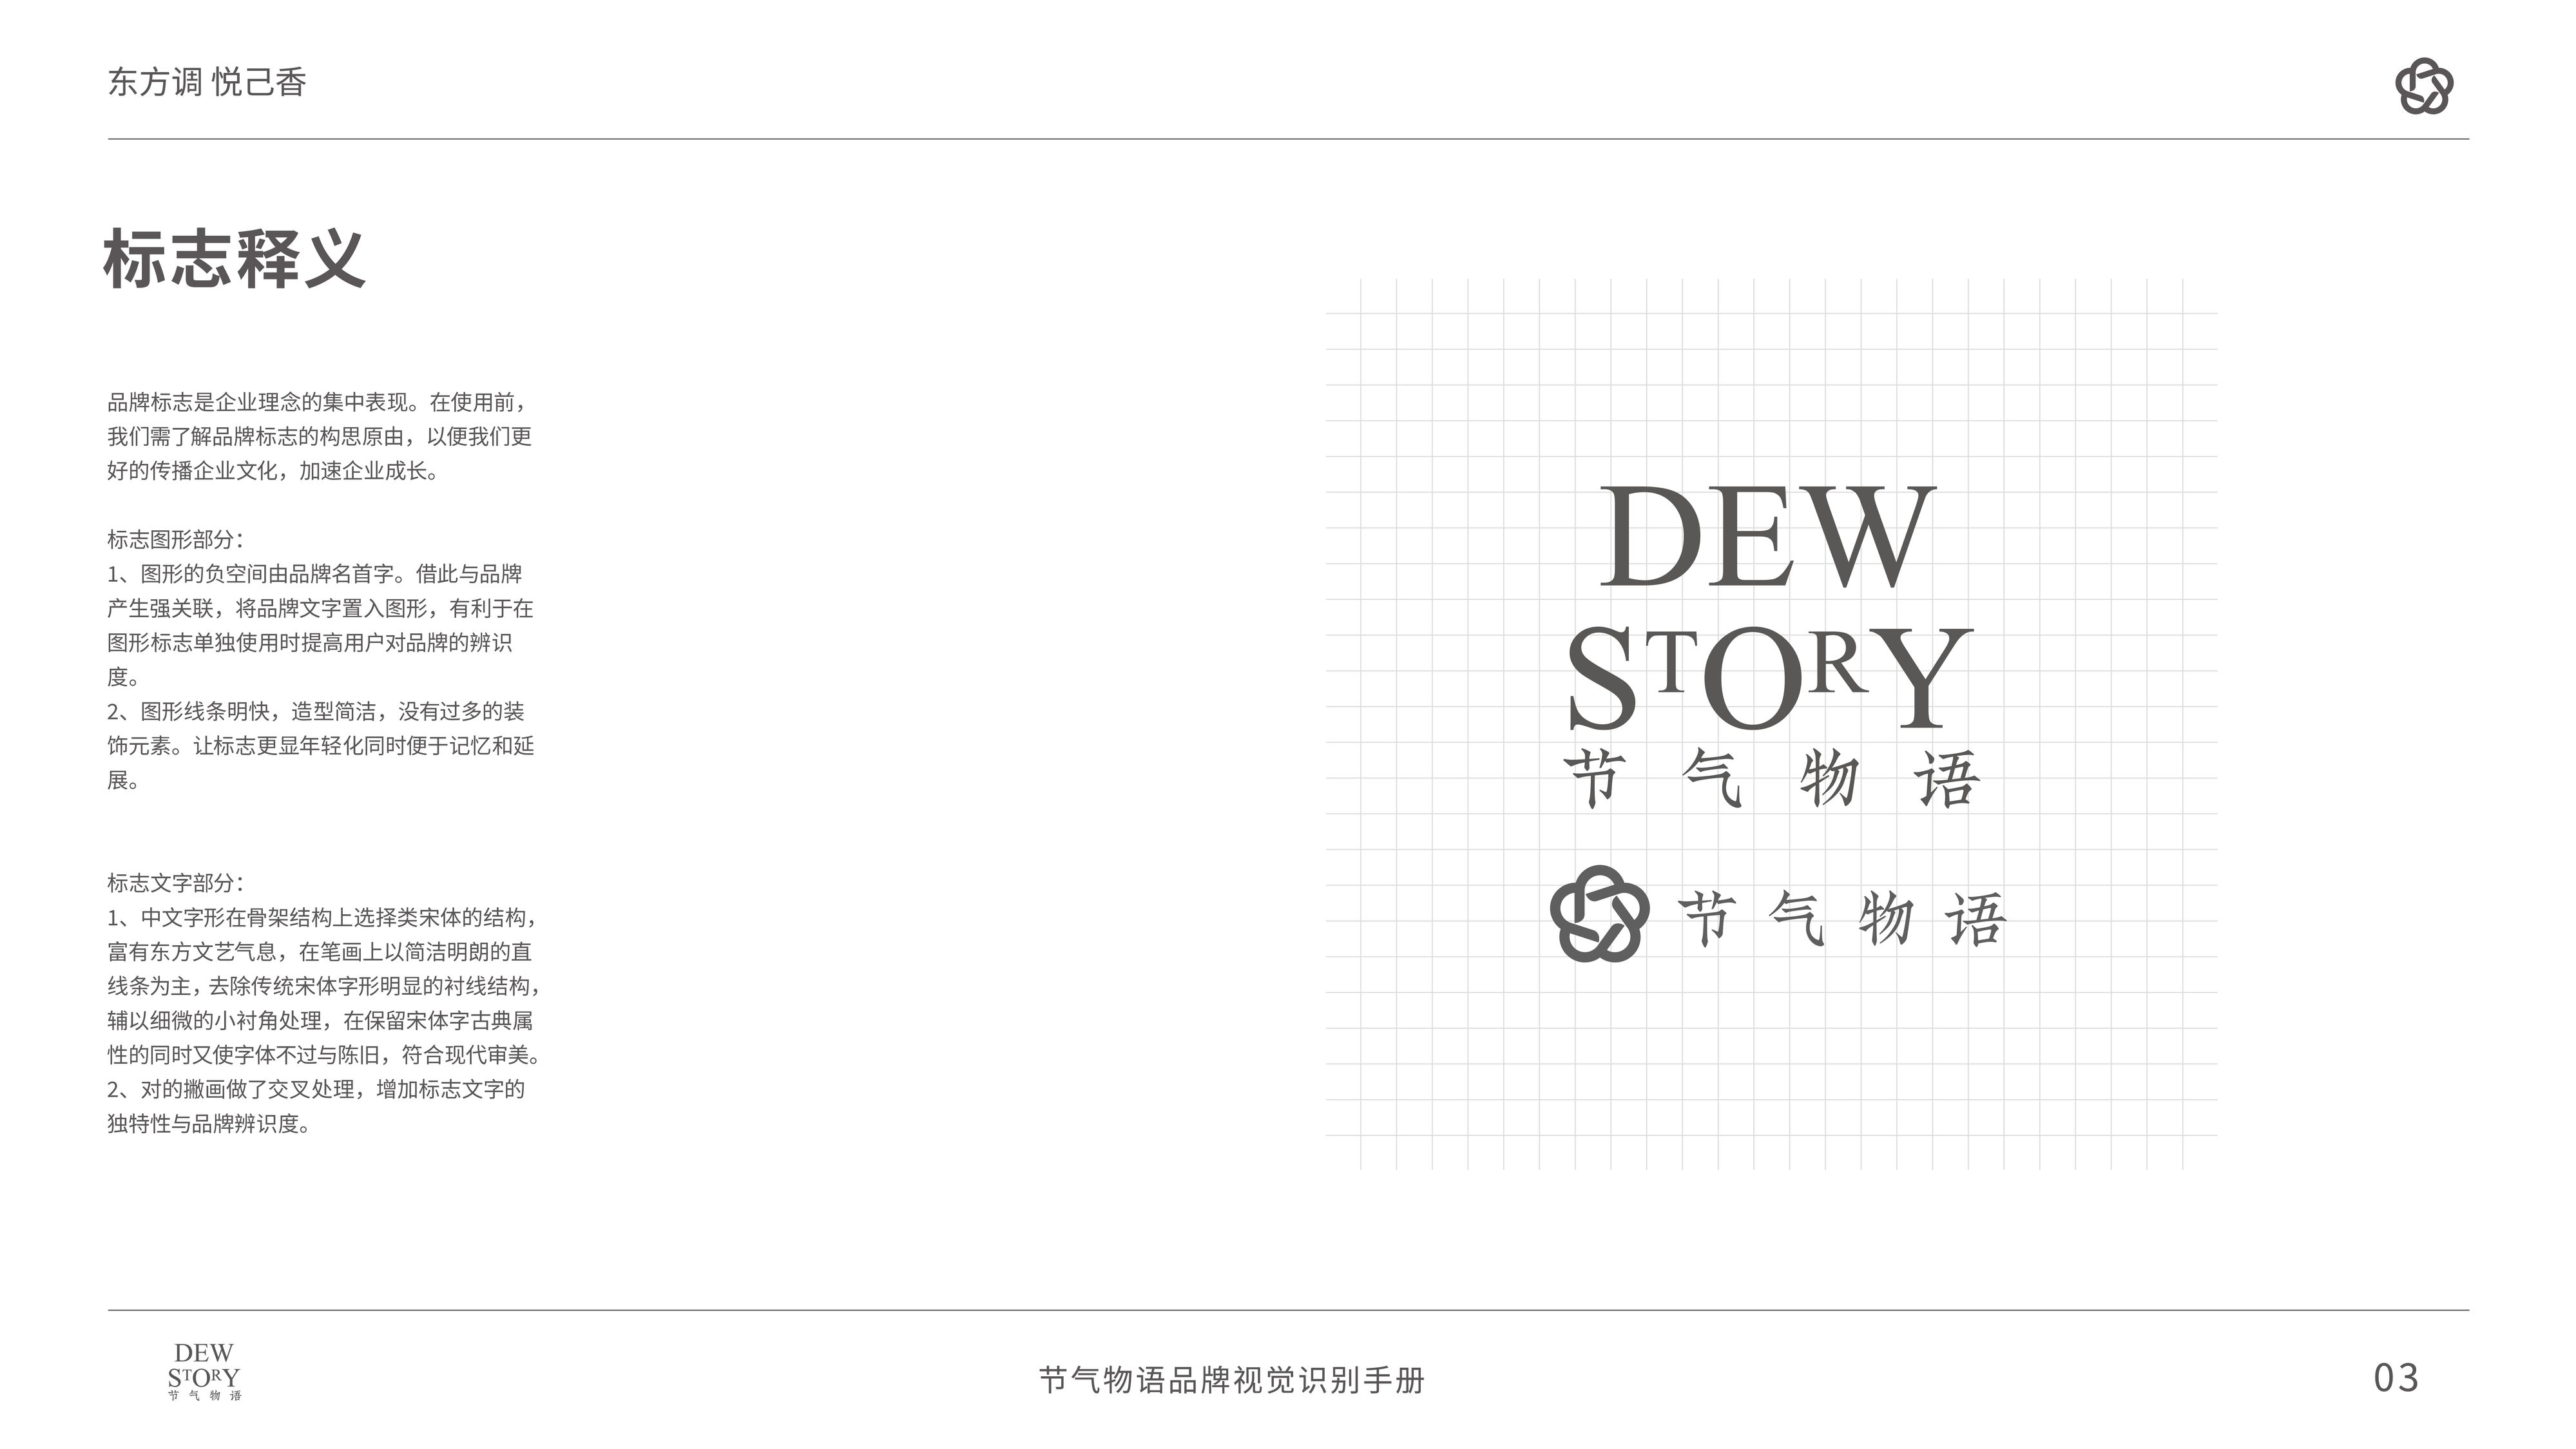 东方调 悦己香
标志释义
品牌标志是企业理念的集中表现。在使用前，
我们需了解品牌标志的构思原由，以便我们更
好的传播企业文化，加速企业成长。
标志图形部分：
1、图形的负空间由品牌名首字。借此与品牌
产生强关联，将品牌文字置入图形，有利于在
图形标志单独使用时提高用户对品牌的辨识
度。
2、图形线条明快，造型简洁，没有过多的装
饰元素。让标志更显年轻化同时便于记忆和延
展。
标志文字部分：
1、中文字形在骨架结构上选择类宋体的结构，
富有东方文艺气息，在笔画上以简洁明朗的直
线条为主，去除传统宋体字形明显的衬线结构，
辅以细微的小衬角处理，在保留宋体字古典属
性的同时又使字体不过与陈旧，符合现代审美。
2、对的撇画做了交叉处理，增加标志文字的
独特性与品牌辨识度。
DEW
STORY
节气物语
节气物语
DEW
STORY
节气物语
节气物语品牌视觉识别手册
03